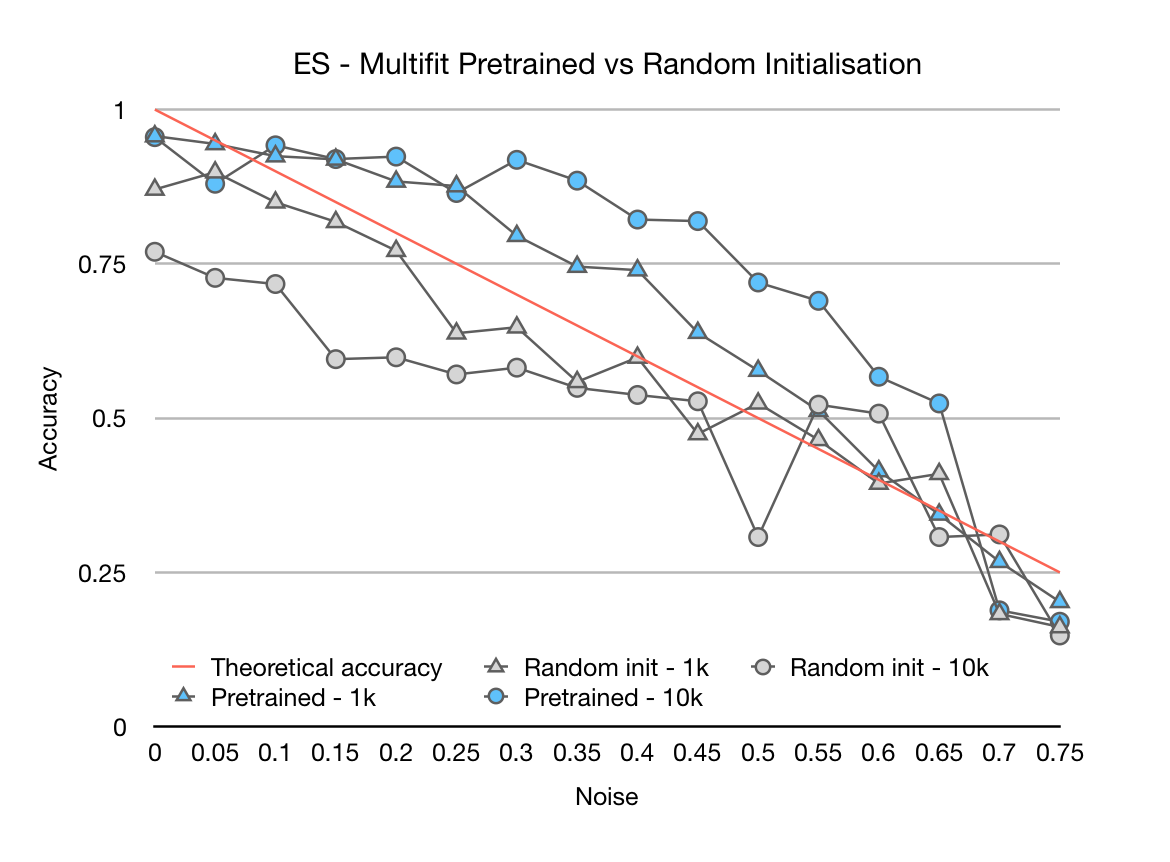 ES - Multifit Pretrained vs Random Initialisation
1
0.75
0.5
0.25
0
Accuracy
Theoretical accuracy
Random init - 1k
Random init - 10k
Pretrained - 1k
Pretrained - 10k
0 0.05 0.1 0.15 0.2 0.25 0.3 0.35 0.4 0.45 0.5 0.55 0.6 0.65 0.7 0.75
Noise